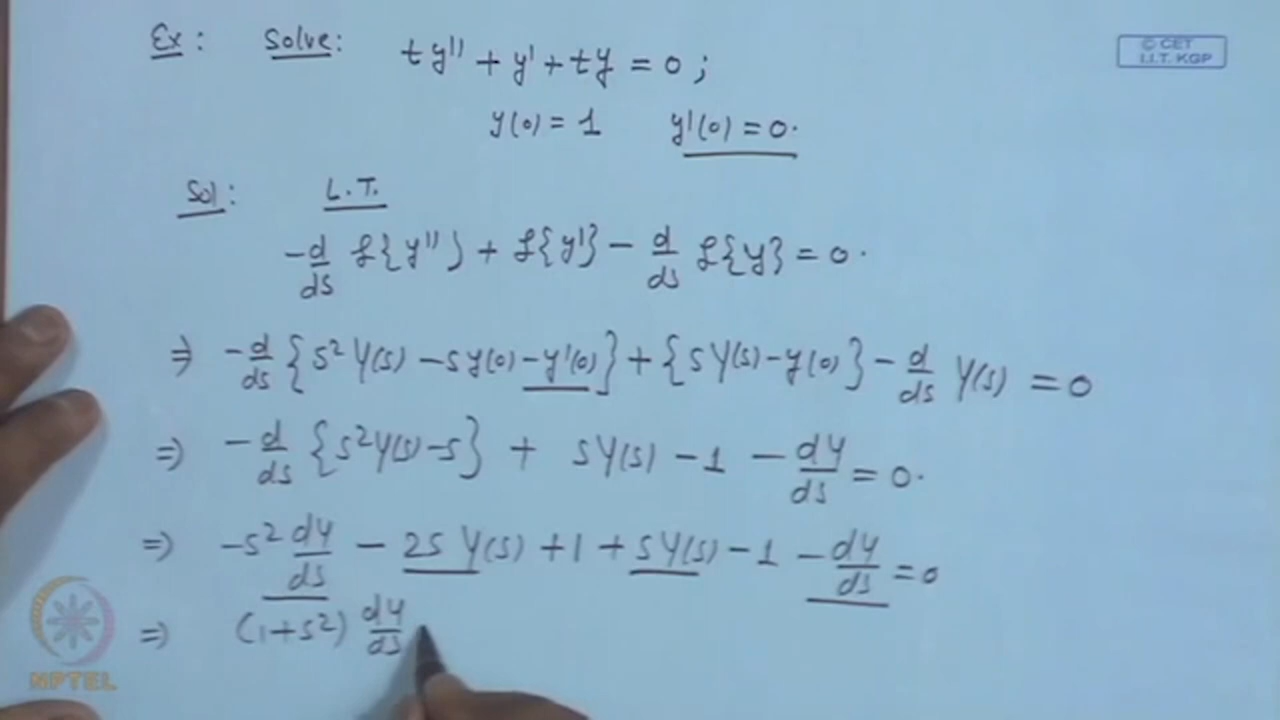 Ex: Solve: ty'' + y' + ty = 0;
© CET
I.I.T. KGP
y(0) = 1 y'(0) = 0.
Sol: L.T.
-d/ds ℒ{y''} + ℒ{y'} - d/ds ℒ{y} = 0.
⇒ -d/ds {s² Y(s) - sy(0) - y'(0)} + {sY(s) - y(0)} - d/ds Y(s) = 0
⇒ -d/ds {s²Y(s) - s} + sY(s) - 1 - dY/ds = 0.
⇒ -s² dY/ds - 2s Y(s) + 1 + sY(s) - 1 - dY/ds = 0
⇒ (1+s²) dY/ds
NPTEL